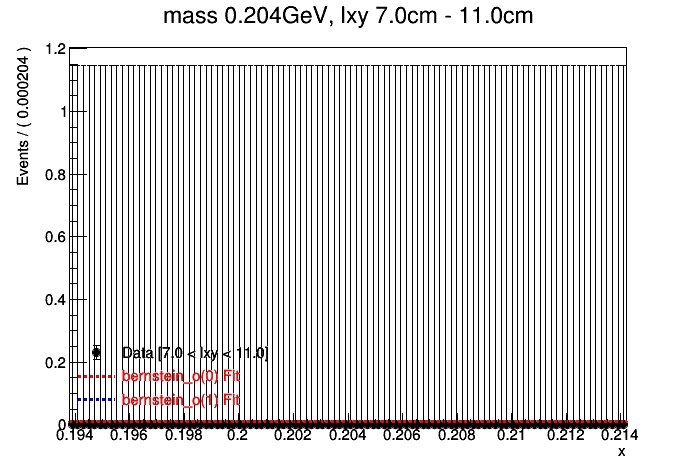 mass 0.204GeV, lxy 7.0cm - 11.0cm
Events / ( 0.000204 )
1.2
1
0.8
0.6
0.4
0.2
0
Data [7.0 < lxy < 11.0]
bernstein_o(0) Fit
bernstein_o(1) Fit
0.194 0.196 0.198 0.2 0.202 0.204 0.206 0.208 0.21 0.212 0.214
x